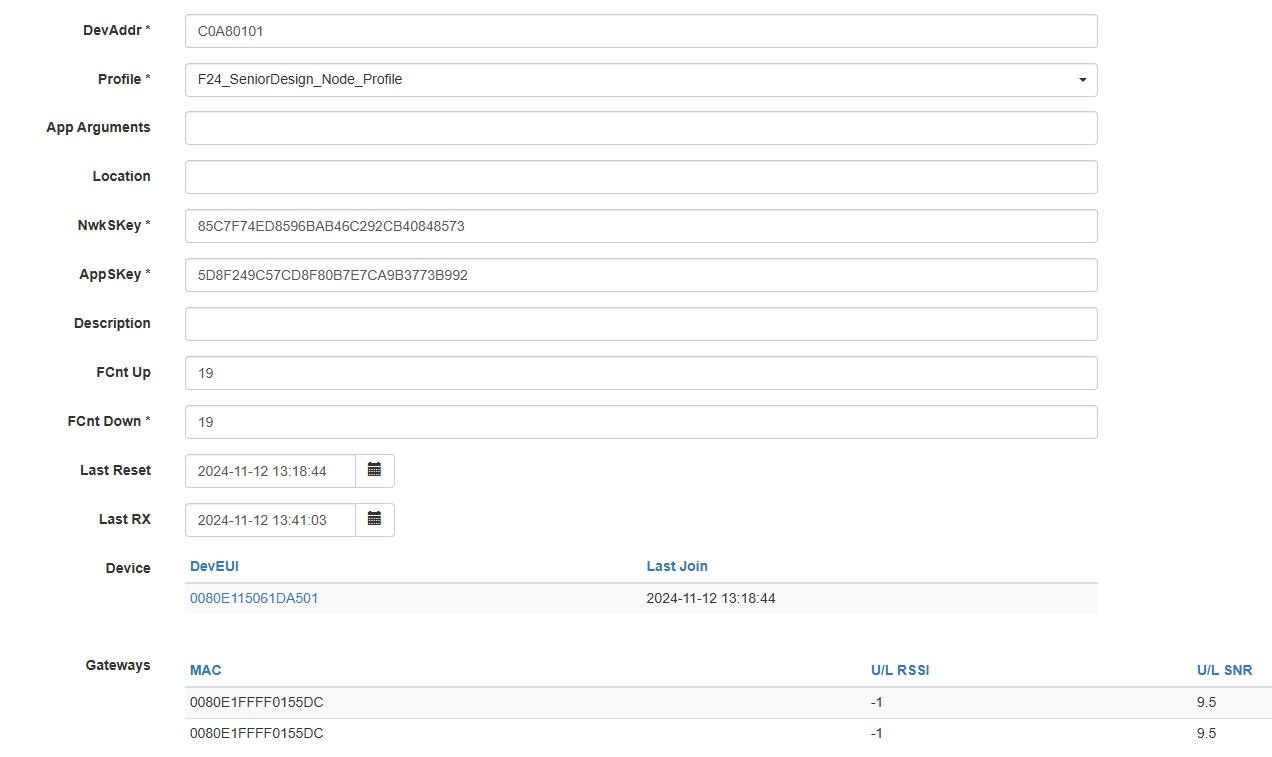 DevAddr * C0A80101
Profile * F24_SeniorDesign_Node_Profile
App Arguments
Location
NwkSKey * 85C7F74ED8596BAB46C292CB40848573
AppSKey * 5D8F249C57CD8F80B7E7CA9B3773B992
Description
FCnt Up 19
FCnt Down * 19
Last Reset 2024-11-12 13:18:44
Last RX 2024-11-12 13:41:03
Device DevEUI Last Join
0080E115061DA501 2024-11-12 13:18:44
Gateways MAC U/L RSSI U/L SNR
0080E1FFFF0155DC -1 9.5
0080E1FFFF0155DC -1 9.5